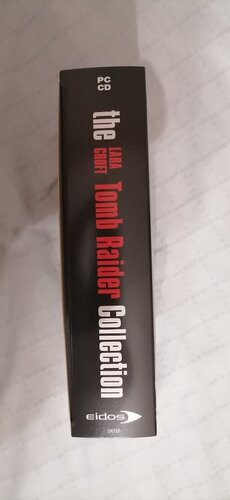 PC
CD
the LARA CROFT Tomb Raider Collection
eidos